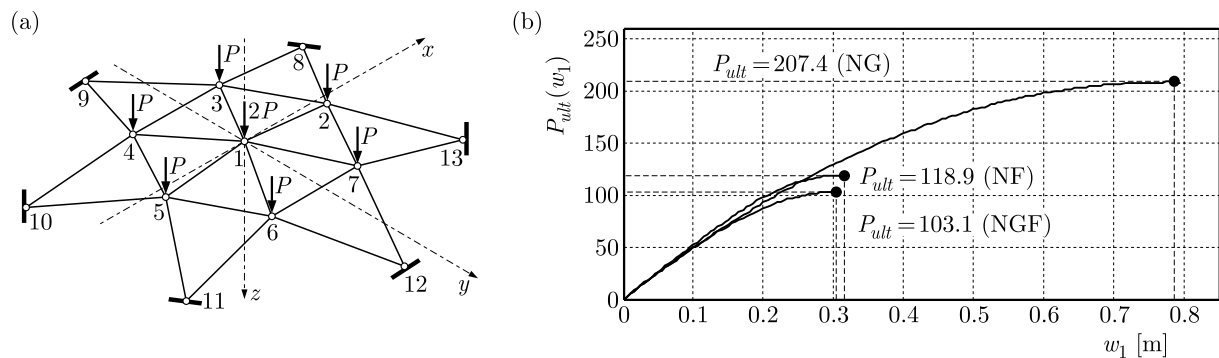 (a)
x
8
P
P
9
3
P
2P
2
P
4
1
13
P
P
7
5
10
6
12
11
z
y
(b)
P_ult(w_1)
250
200
150
100
50
0
P_ult=207.4 (NG)
P_ult=118.9 (NF)
P_ult=103.1 (NGF)
0 0.1 0.2 0.3 0.4 0.5 0.6 0.7 0.8
w_1 [m]